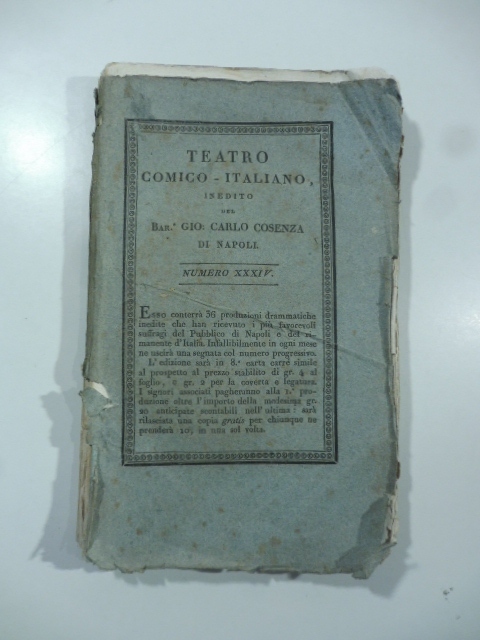 TEATRO
COMICO - ITALIANO,
INEDITO
DEL
BAR.ᵉ GIO: CARLO COSENZA
DI NAPOLI.
NUMERO XXXIV.
Esso conterrà 36 produzioni drammatiche
inedite che han ricevuto i più favorevoli
suffragi del Pubblico di Napoli e del ri-
manente d'Italia. Infallibilmente in ogni mese
ne uscirà una segnata col numero progressivo.
L'edizione sarà in 8.° carta carrè simile
al prospetto al prezzo stabilito di gr. 4 al
foglio, e gr. 2 per la coverta e legatura.
I signori associati pagheranno alla 1.ª pro-
duzione oltre l'importo della medesima gr.
20 anticipate scontabili nell'ultima: sarà
rilasciata una copia gratis per chiunque ne
prenderà 10, in una sol volta.